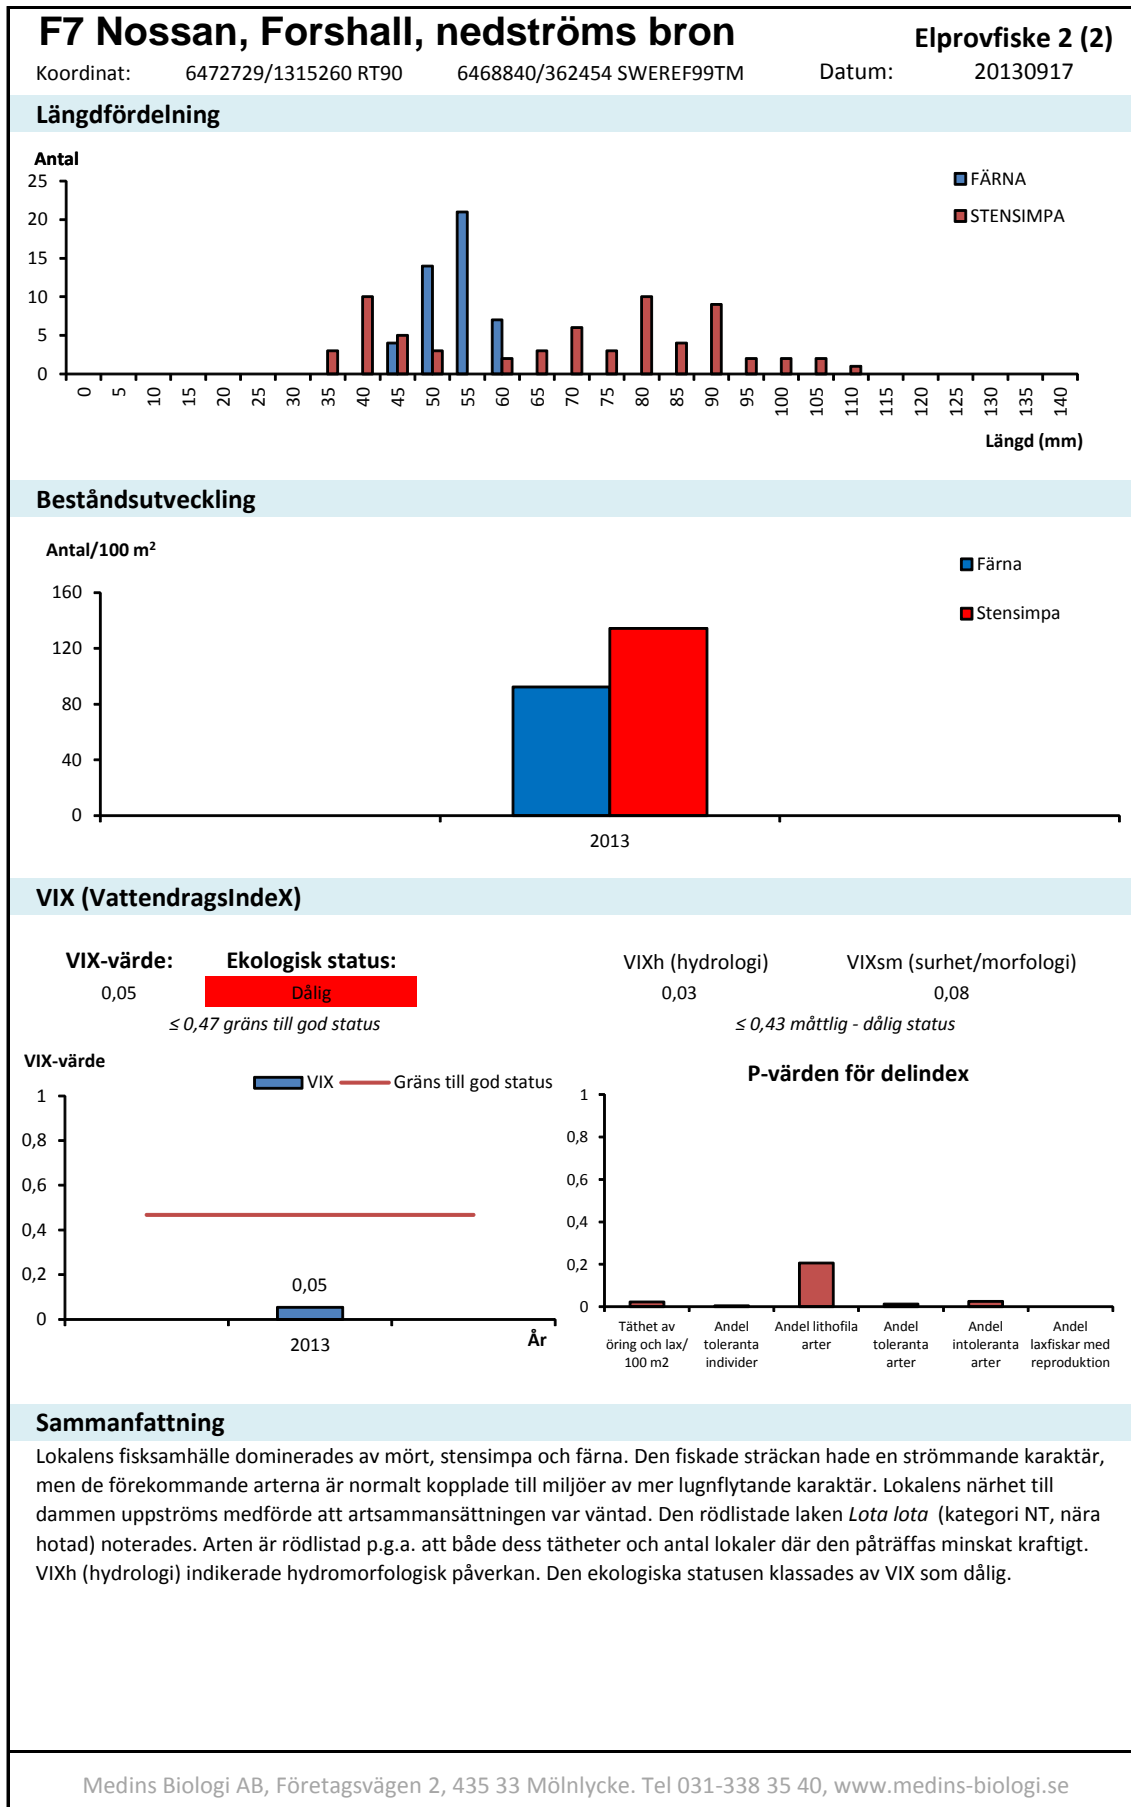 F7 Nossan, Forshall, nedströms bron
Elprovfiske 2 (2)
Koordinat: 6472729/1315260 RT90 6468840/362454 SWEREF99TM Datum: 20130917
Längdfördelning
Antal
25
20
15
10
5
0
FÄRNA
STENSIMPA
0 5 10 15 20 25 30 35 40 45 50 55 60 65 70 75 80 85 90 95 100 105 110 115 120 125 130 135 140
Längd (mm)
Beståndsutveckling
Antal/100 m²
160
120
80
40
0
Färna
Stensimpa
2013
VIX (VattendragsIndeX)
VIX-värde: Ekologisk status: VIXh (hydrologi) VIXsm (surhet/morfologi)
0,05 Dålig 0,03 0,08
≤ 0,47 gräns till god status ≤ 0,43 måttlig - dålig status
VIX-värde
VIX Gräns till god status
1
0,8
0,6
0,4
0,2
0
0,05
2013
År
P-värden för delindex
1
0,8
0,6
0,4
0,2
0
Täthet av öring och lax/ 100 m2
Andel toleranta individer
Andel lithofila arter
Andel toleranta arter
Andel intoleranta arter
Andel laxfiskar med reproduktion
Sammanfattning
Lokalens fisksamhälle dominerades av mört, stensimpa och färna. Den fiskade sträckan hade en strömmande karaktär,
men de förekommande arterna är normalt kopplade till miljöer av mer lugnflytande karaktär. Lokalens närhet till
dammen uppströms medförde att artsammansättningen var väntad. Den rödlistade laken Lota lota (kategori NT, nära
hotad) noterades. Arten är rödlistad p.g.a. att både dess tätheter och antal lokaler där den påträffas minskat kraftigt.
VIXh (hydrologi) indikerade hydromorfologisk påverkan. Den ekologiska statusen klassades av VIX som dålig.
Medins Biologi AB, Företagsvägen 2, 435 33 Mölnlycke. Tel 031-338 35 40, www.medins-biologi.se